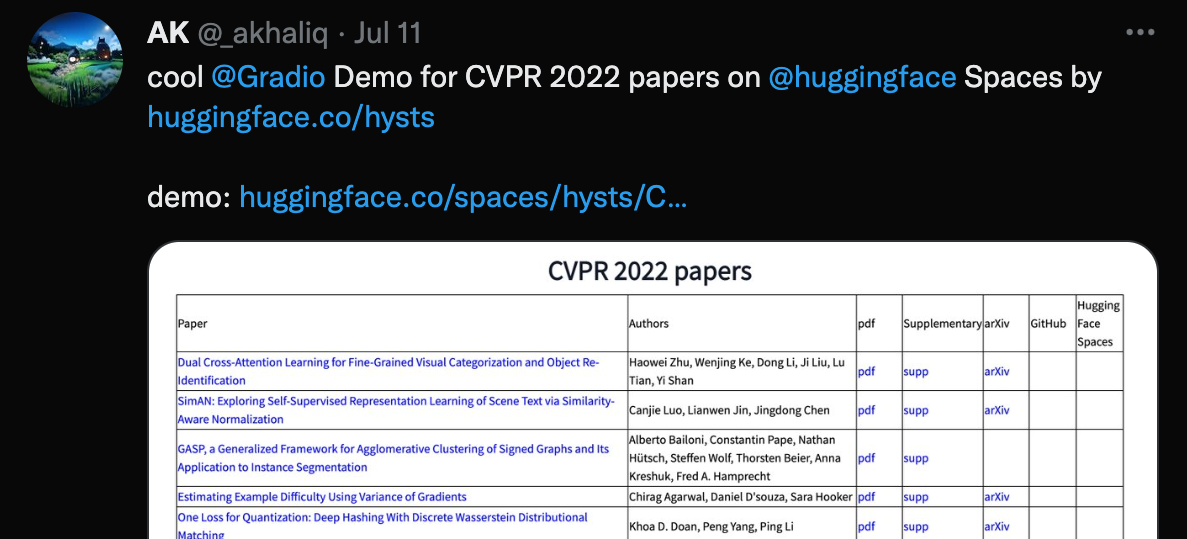 AK @_akhaliq · Jul 11
cool @Gradio Demo for CVPR 2022 papers on @huggingface Spaces by
huggingface.co/hysts
demo: huggingface.co/spaces/hysts/C...
CVPR 2022 papers
Paper Authors pdf Supplementary arXiv GitHub Hugging Face Spaces
Dual Cross-Attention Learning for Fine-Grained Visual Categorization and Object Re-
Identification
Haowei Zhu, Wenjing Ke, Dong Li, Ji Liu, Lu
Tian, Yi Shan
pdf supp arXiv
SimAN: Exploring Self-Supervised Representation Learning of Scene Text via Similarity-
Aware Normalization
Canjie Luo, Lianwen Jin, Jingdong Chen
pdf supp arXiv
GASP, a Generalized Framework for Agglomerative Clustering of Signed Graphs and Its
Application to Instance Segmentation
Alberto Bailoni, Constantin Pape, Nathan
Hütsch, Steffen Wolf, Thorsten Beier, Anna
Kreshuk, Fred A. Hamprecht
pdf supp
Estimating Example Difficulty Using Variance of Gradients
Chirag Agarwal, Daniel D'souza, Sara Hooker
pdf supp arXiv
One Loss for Quantization: Deep Hashing With Discrete Wasserstein Distributional
Matching
Khoa D. Doan, Peng Yang, Ping Li
pdf supp arXiv